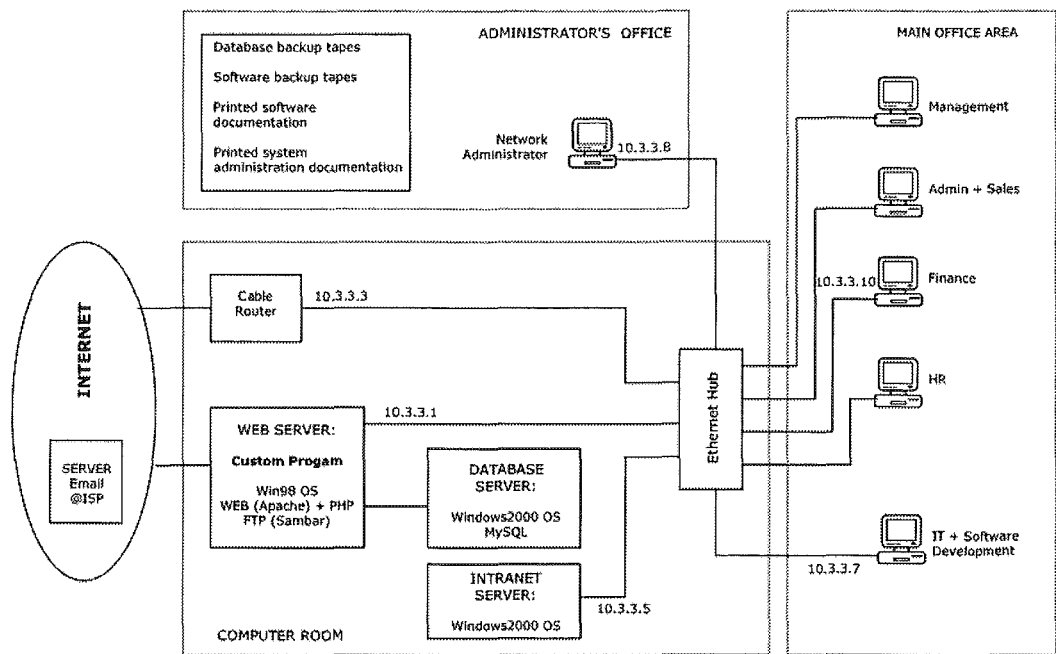 ADMINISTRATOR'S OFFICE
Database backup tapes
Software backup tapes
Printed software
documentation
Printed system
administration documentation
Network
Administrator
10.3.3.8
MAIN OFFICE AREA
Management
Admin + Sales
10.3.3.10
Finance
HR
IT + Software
Development
10.3.3.7
INTERNET
SERVER
Email
@ISP
Cable
Router
10.3.3.3
10.3.3.1
WEB SERVER:
Custom Progam
Win98 OS
WEB (Apache) + PHP
FTP (Sambar)
DATABASE
SERVER:
Windows2000 OS
MySQL
INTRANET
SERVER:
Windows2000 OS
10.3.3.5
Ethernet Hub
COMPUTER ROOM